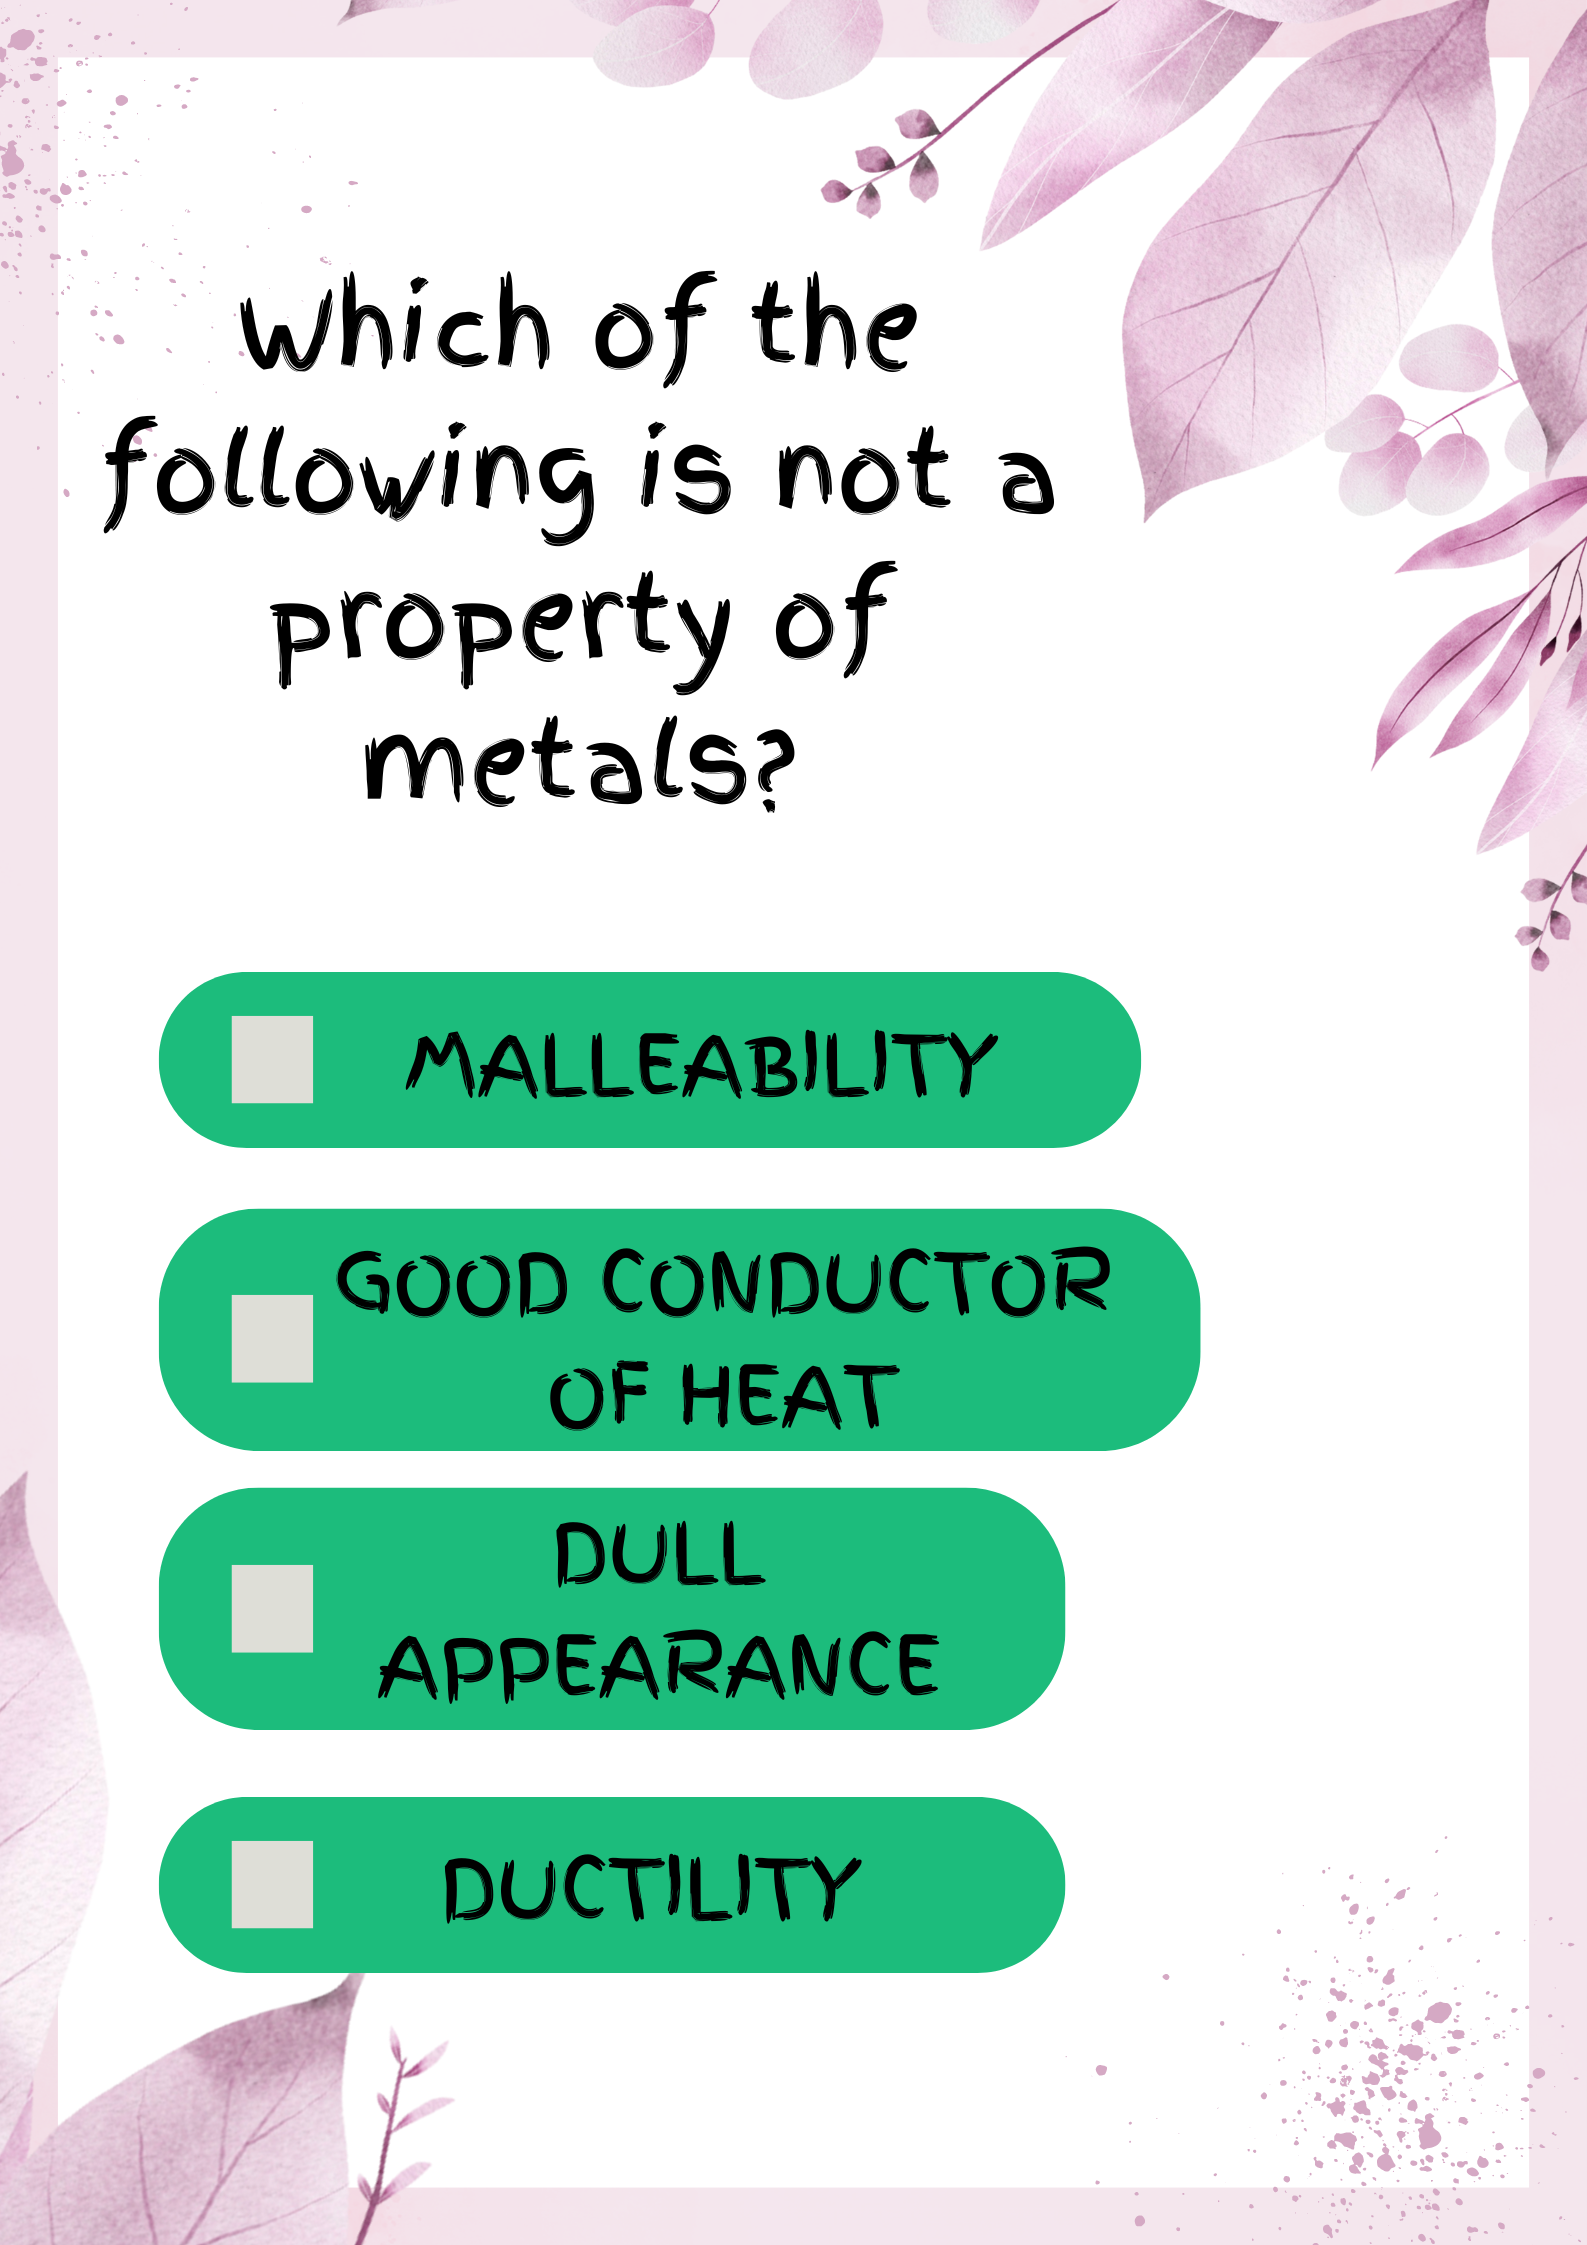 Which of the
following is not a
property of
metals?
MALLEABILITY
GOOD CONDUCTOR
OF HEAT
DULL
APPEARANCE
DUCTILITY